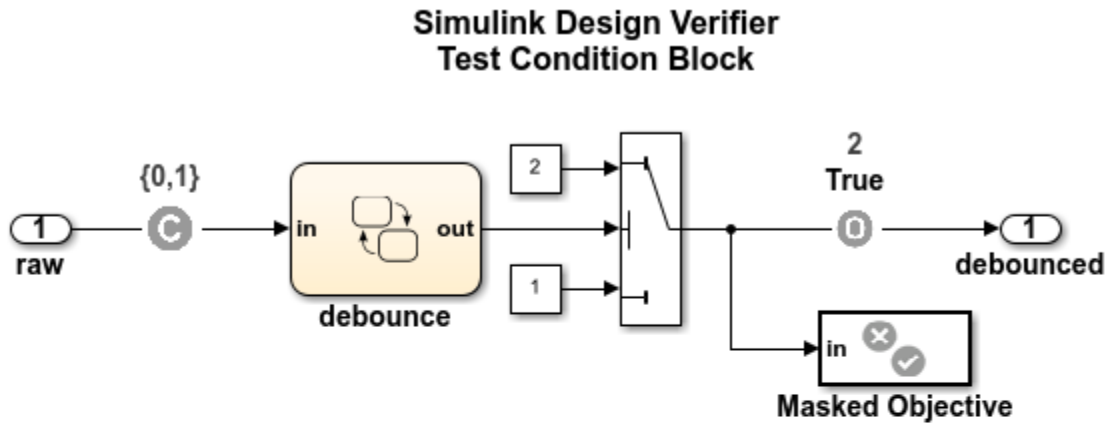 Simulink Design Verifier
Test Condition Block
{0,1}
C
1
raw
in
out
debounce
2
1
2
True
O
1
debounced
in
Masked Objective